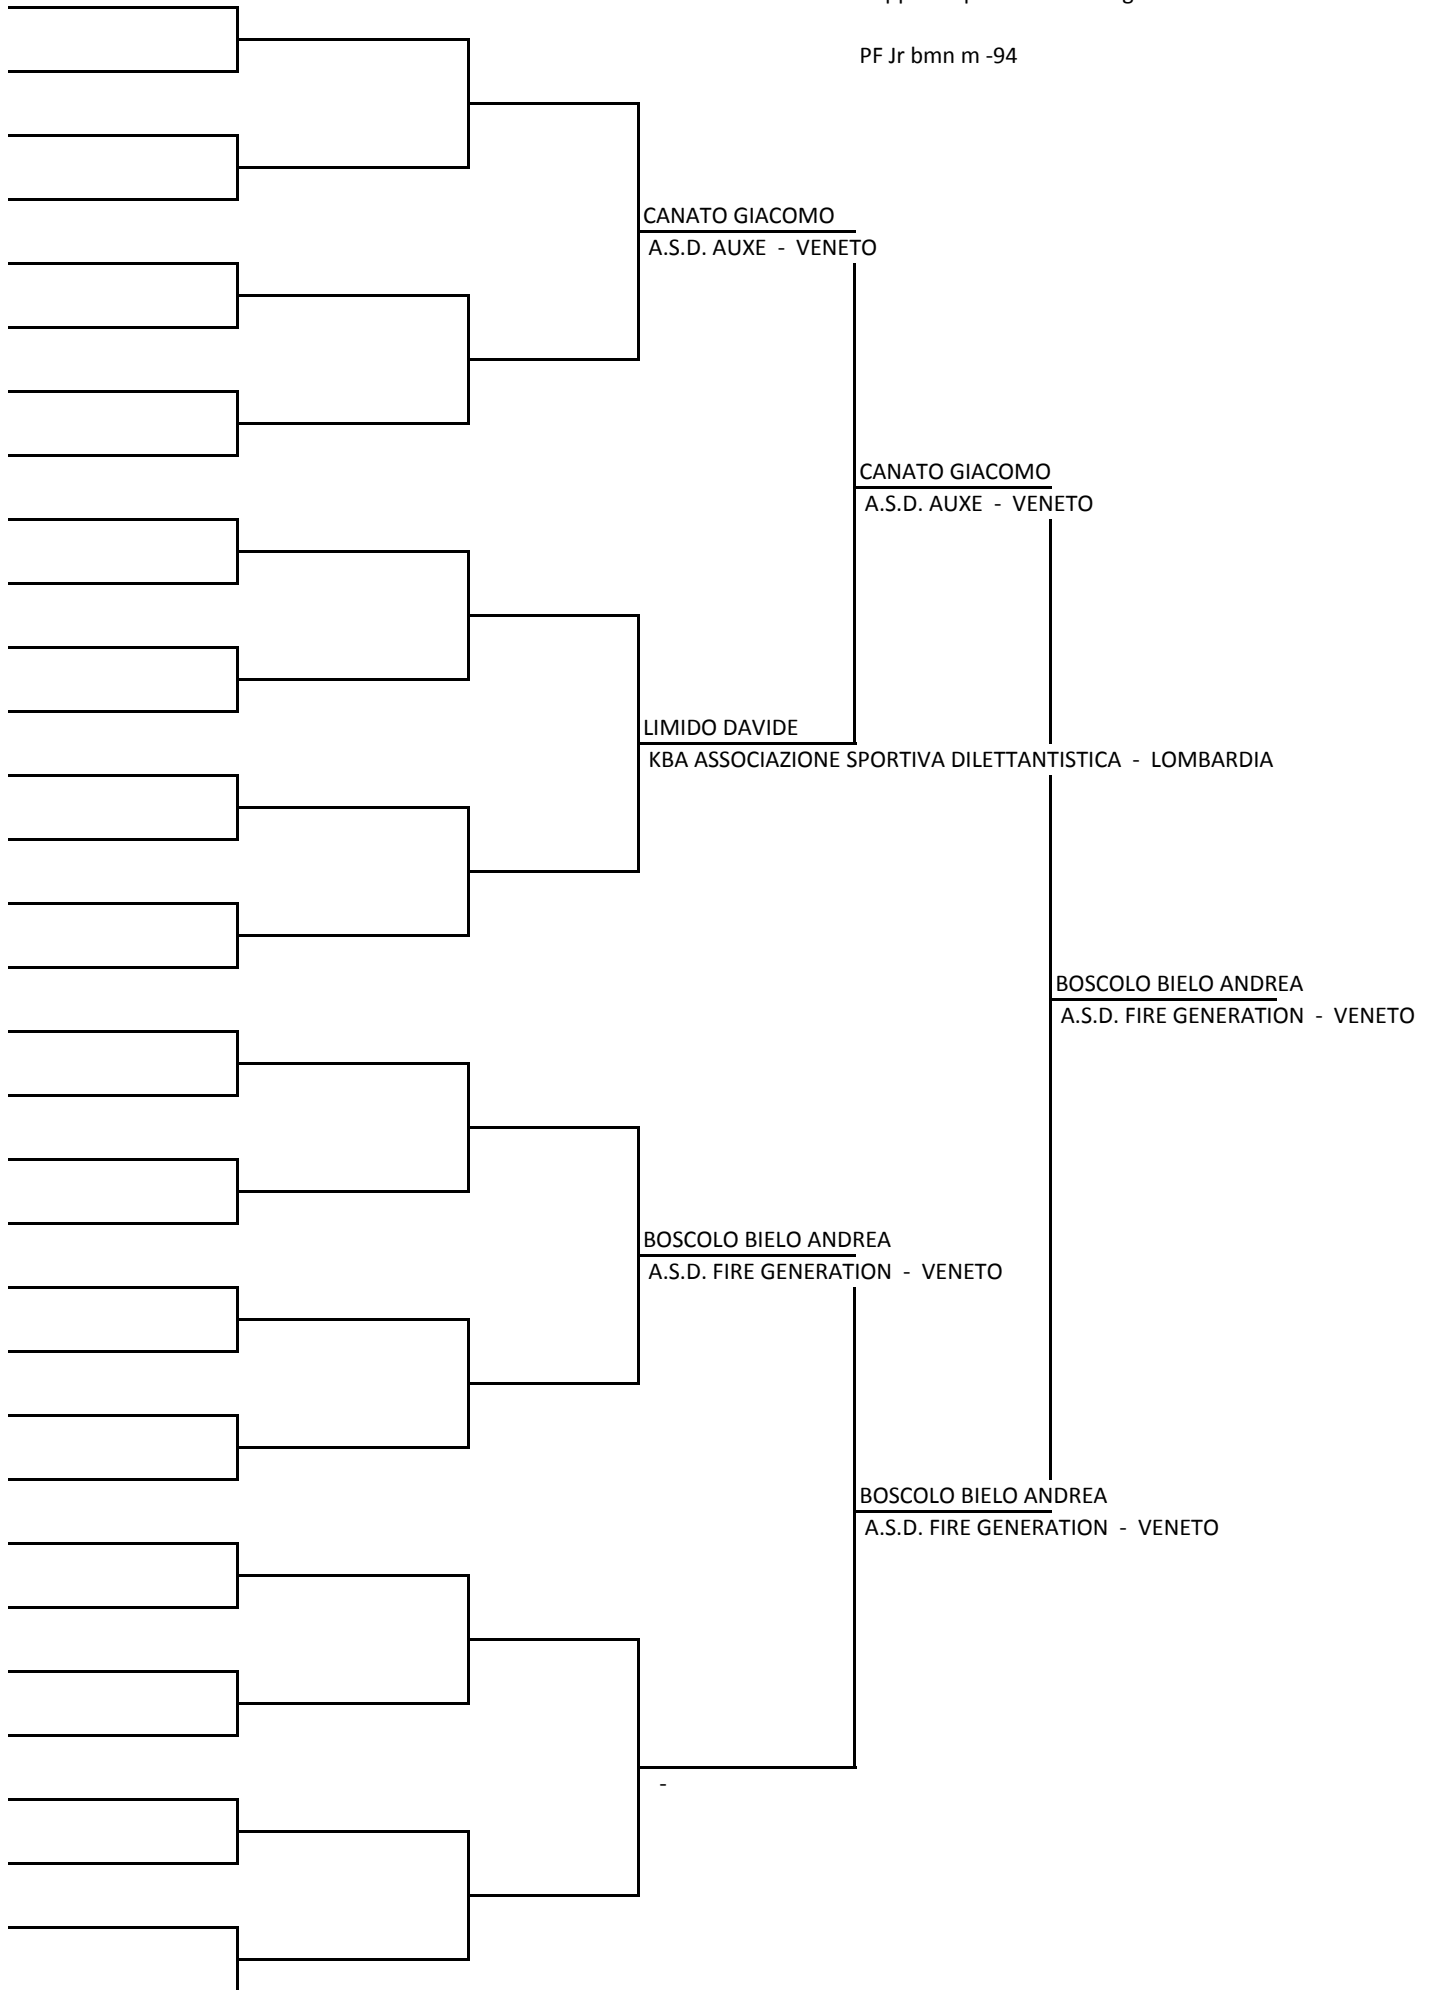 PF Jr bmn m -94
CANATO GIACOMO
A.S.D. AUXE - VENETO
CANATO GIACOMO
A.S.D. AUXE - VENETO
LIMIDO DAVIDE
KBA ASSOCIAZIONE SPORTIVA DILETTANTISTICA - LOMBARDIA
BOSCOLO BIELO ANDREA
A.S.D. FIRE GENERATION - VENETO
BOSCOLO BIELO ANDREA
A.S.D. FIRE GENERATION - VENETO
BOSCOLO BIELO ANDREA
A.S.D. FIRE GENERATION - VENETO
-